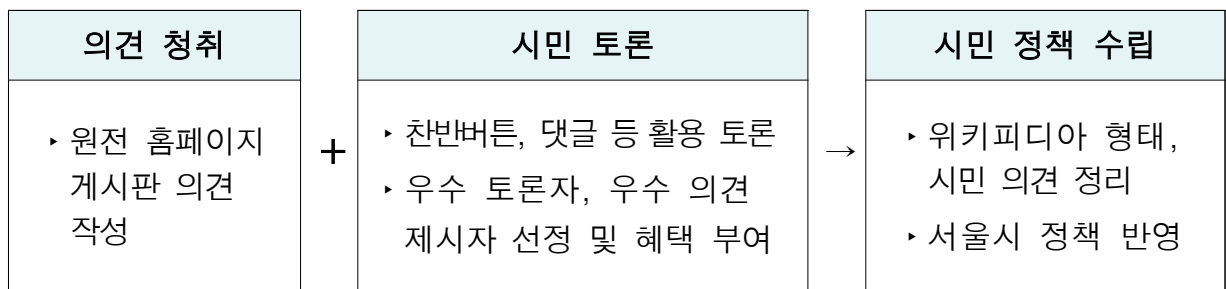 의견 청취
‣ 원전 홈페이지
게시판 의견
작성
+
시민 토론
‣ 찬반버튼, 댓글 등 활용 토론
‣ 우수 토론자, 우수 의견
제시자 선정 및 혜택 부여
→
시민 정책 수립
‣ 위키피디아 형태,
시민 의견 정리
‣ 서울시 정책 반영